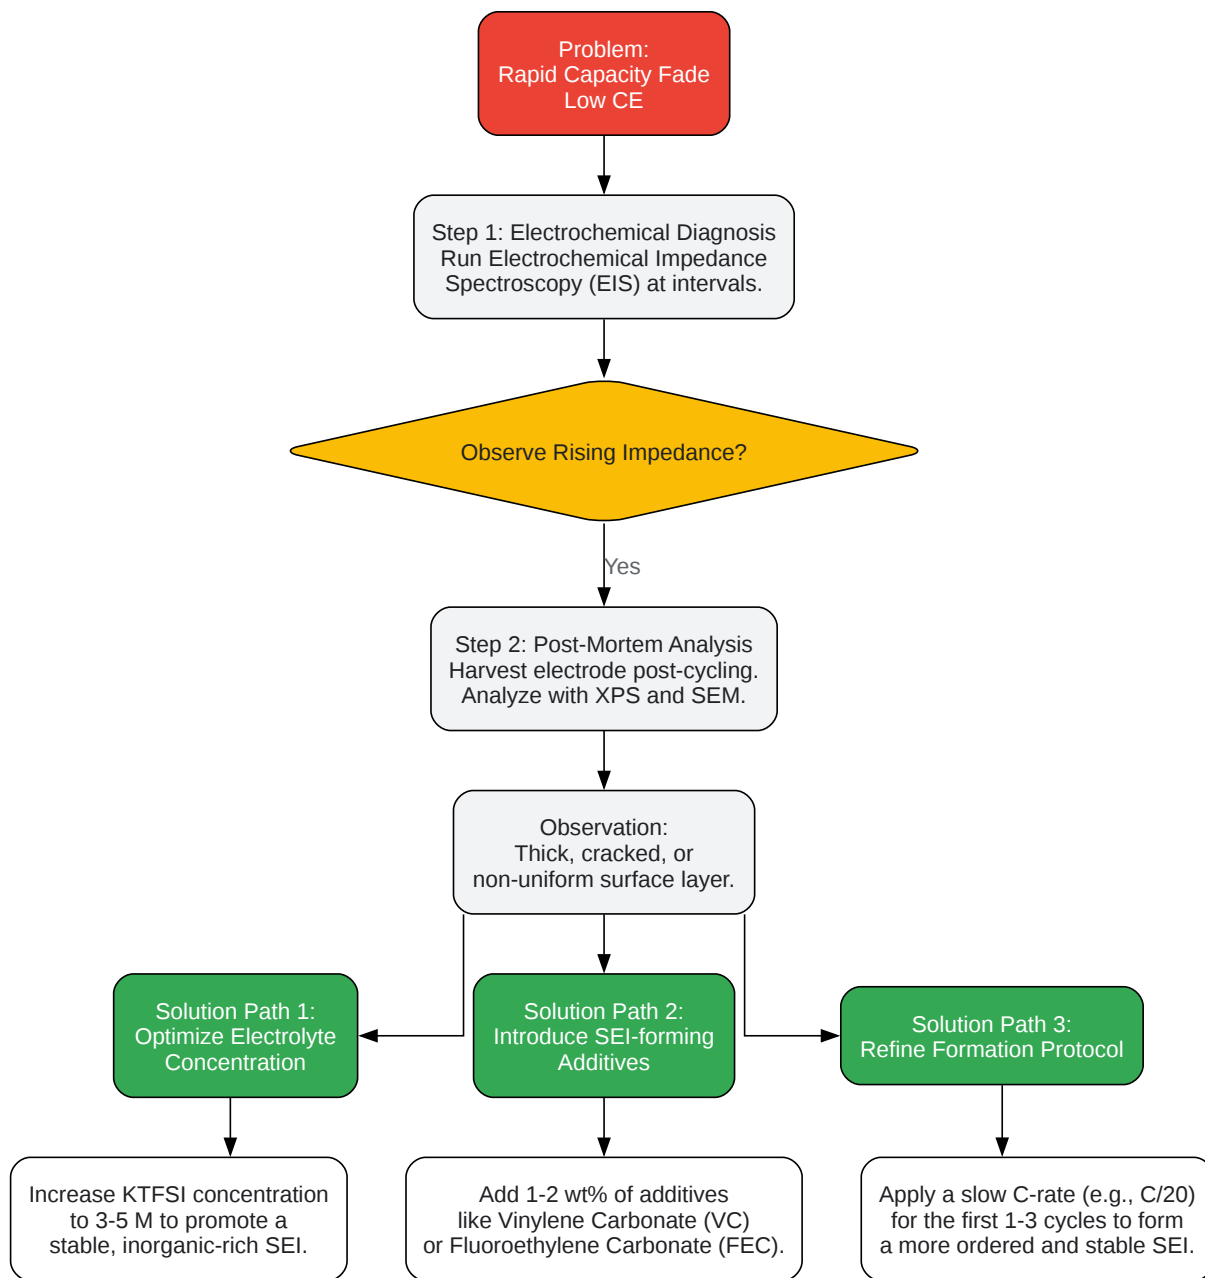 Problem:
Rapid Capacity Fade
Low CE
Step 1: Electrochemical Diagnosis
Run Electrochemical Impedance
Spectroscopy (EIS) at intervals.
Observe Rising Impedance?
Yes
Step 2: Post-Mortem Analysis
Harvest electrode post-cycling.
Analyze with XPS and SEM.
Observation:
Thick, cracked, or
non-uniform surface layer.
Solution Path 1:
Optimize Electrolyte
Concentration
Solution Path 2:
Introduce SEI-forming
Additives
Solution Path 3:
Refine Formation Protocol
Increase KTFSI concentration
to 3-5 M to promote a
stable, inorganic-rich SEI.
Add 1-2 wt% of additives
like Vinylene Carbonate (VC)
or Fluoroethylene Carbonate (FEC).
Apply a slow C-rate (e.g., C/20)
for the first 1-3 cycles to form
a more ordered and stable SEI.